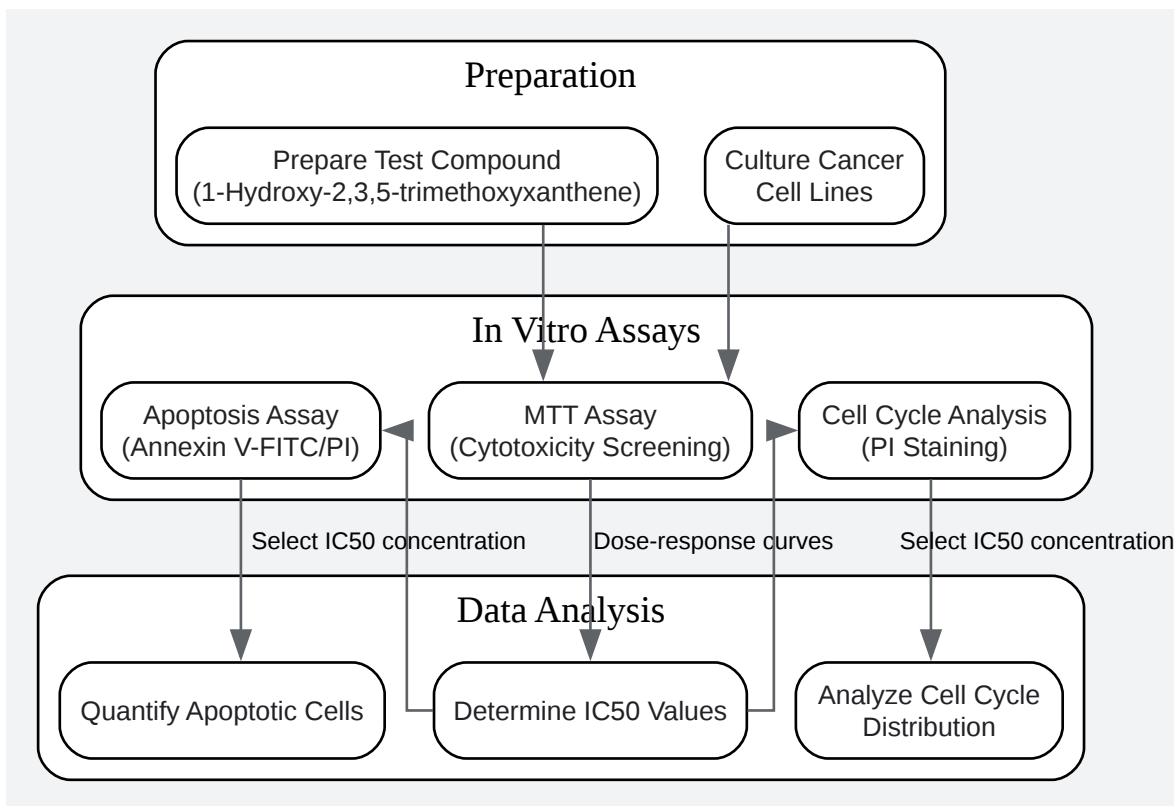 Preparation
Prepare Test Compound
(1-Hydroxy-2,3,5-trimethoxyxanthene)
Culture Cancer
Cell Lines
In Vitro Assays
Apoptosis Assay
(Annexin V-FITC/PI)
MTT Assay
(Cytotoxicity Screening)
Cell Cycle Analysis
(PI Staining)
Select IC50 concentration
Dose-response curves
Select IC50 concentration
Data Analysis
Quantify Apoptotic Cells
Determine IC50 Values
Analyze Cell Cycle
Distribution